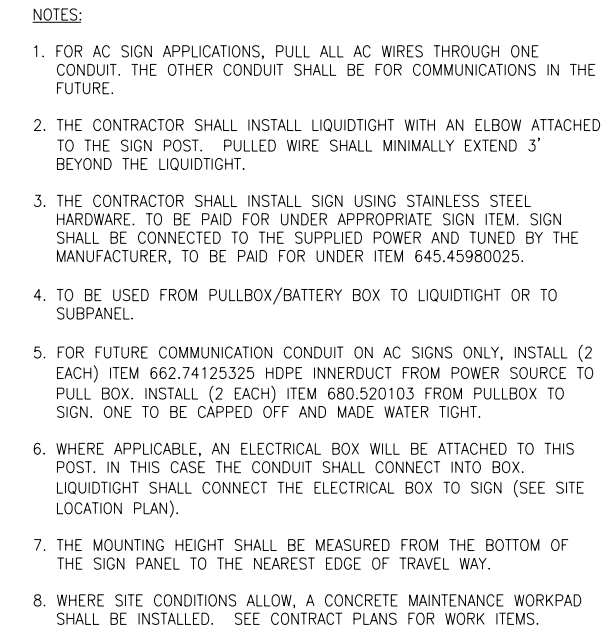 NOTES:
1. FOR AC SIGN APPLICATIONS, PULL ALL AC WIRES THROUGH ONE
CONDUIT. THE OTHER CONDUIT SHALL BE FOR COMMUNICATIONS IN THE
FUTURE.
2. THE CONTRACTOR SHALL INSTALL LIQUIDTIGHT WITH AN ELBOW ATTACHED
TO THE SIGN POST. PULLED WIRE SHALL MINIMALLY EXTEND 3'
BEYOND THE LIQUIDTIGHT.
3. THE CONTRACTOR SHALL INSTALL SIGN USING STAINLESS STEEL
HARDWARE. TO BE PAID FOR UNDER APPROPRIATE SIGN ITEM. SIGN
SHALL BE CONNECTED TO THE SUPPLIED POWER AND TUNED BY THE
MANUFACTURER, TO BE PAID FOR UNDER ITEM 645.45980025.
4. TO BE USED FROM PULLBOX/BATTERY BOX TO LIQUIDTIGHT OR TO
SUBPANEL.
5. FOR FUTURE COMMUNICATION CONDUIT ON AC SIGNS ONLY, INSTALL (2
EACH) ITEM 662.74125325 HDPE INNERDUCT FROM POWER SOURCE TO
PULL BOX. INSTALL (2 EACH) ITEM 680.520103 FROM PULLBOX TO
SIGN. ONE TO BE CAPPED OFF AND MADE WATER TIGHT.
6. WHERE APPLICABLE, AN ELECTRICAL BOX WILL BE ATTACHED TO THIS
POST. IN THIS CASE THE CONDUIT SHALL CONNECT INTO BOX.
LIQUIDTIGHT SHALL CONNECT THE ELECTRICAL BOX TO SIGN (SEE SITE
LOCATION PLAN).
7. THE MOUNTING HEIGHT SHALL BE MEASURED FROM THE BOTTOM OF
THE SIGN PANEL TO THE NEAREST EDGE OF TRAVEL WAY.
8. WHERE SITE CONDITIONS ALLOW, A CONCRETE MAINTENANCE WORKPAD
SHALL BE INSTALLED. SEE CONTRACT PLANS FOR WORK ITEMS.